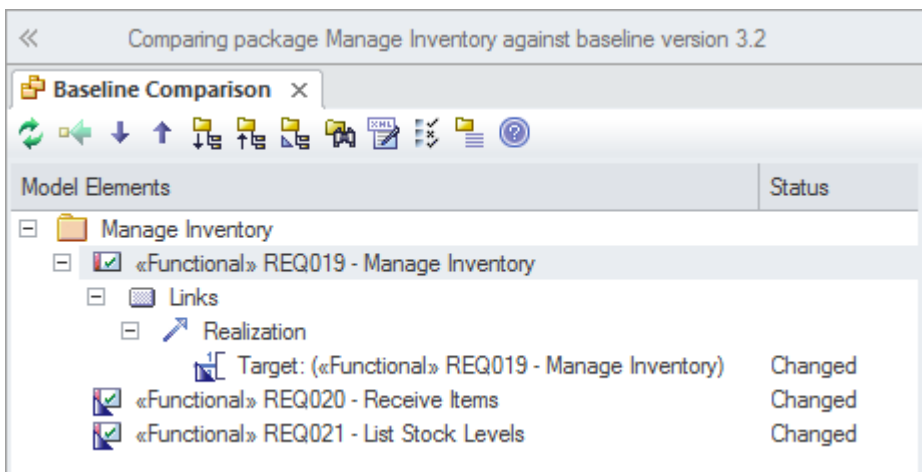 Comparing package Manage Inventory against baseline version 3.2
Baseline Comparison
Model Elements Status
Manage Inventory
«Functional» REQ019 - Manage Inventory
Links
Realization
Target: («Functional» REQ019 - Manage Inventory) Changed
«Functional» REQ020 - Receive Items Changed
«Functional» REQ021 - List Stock Levels Changed